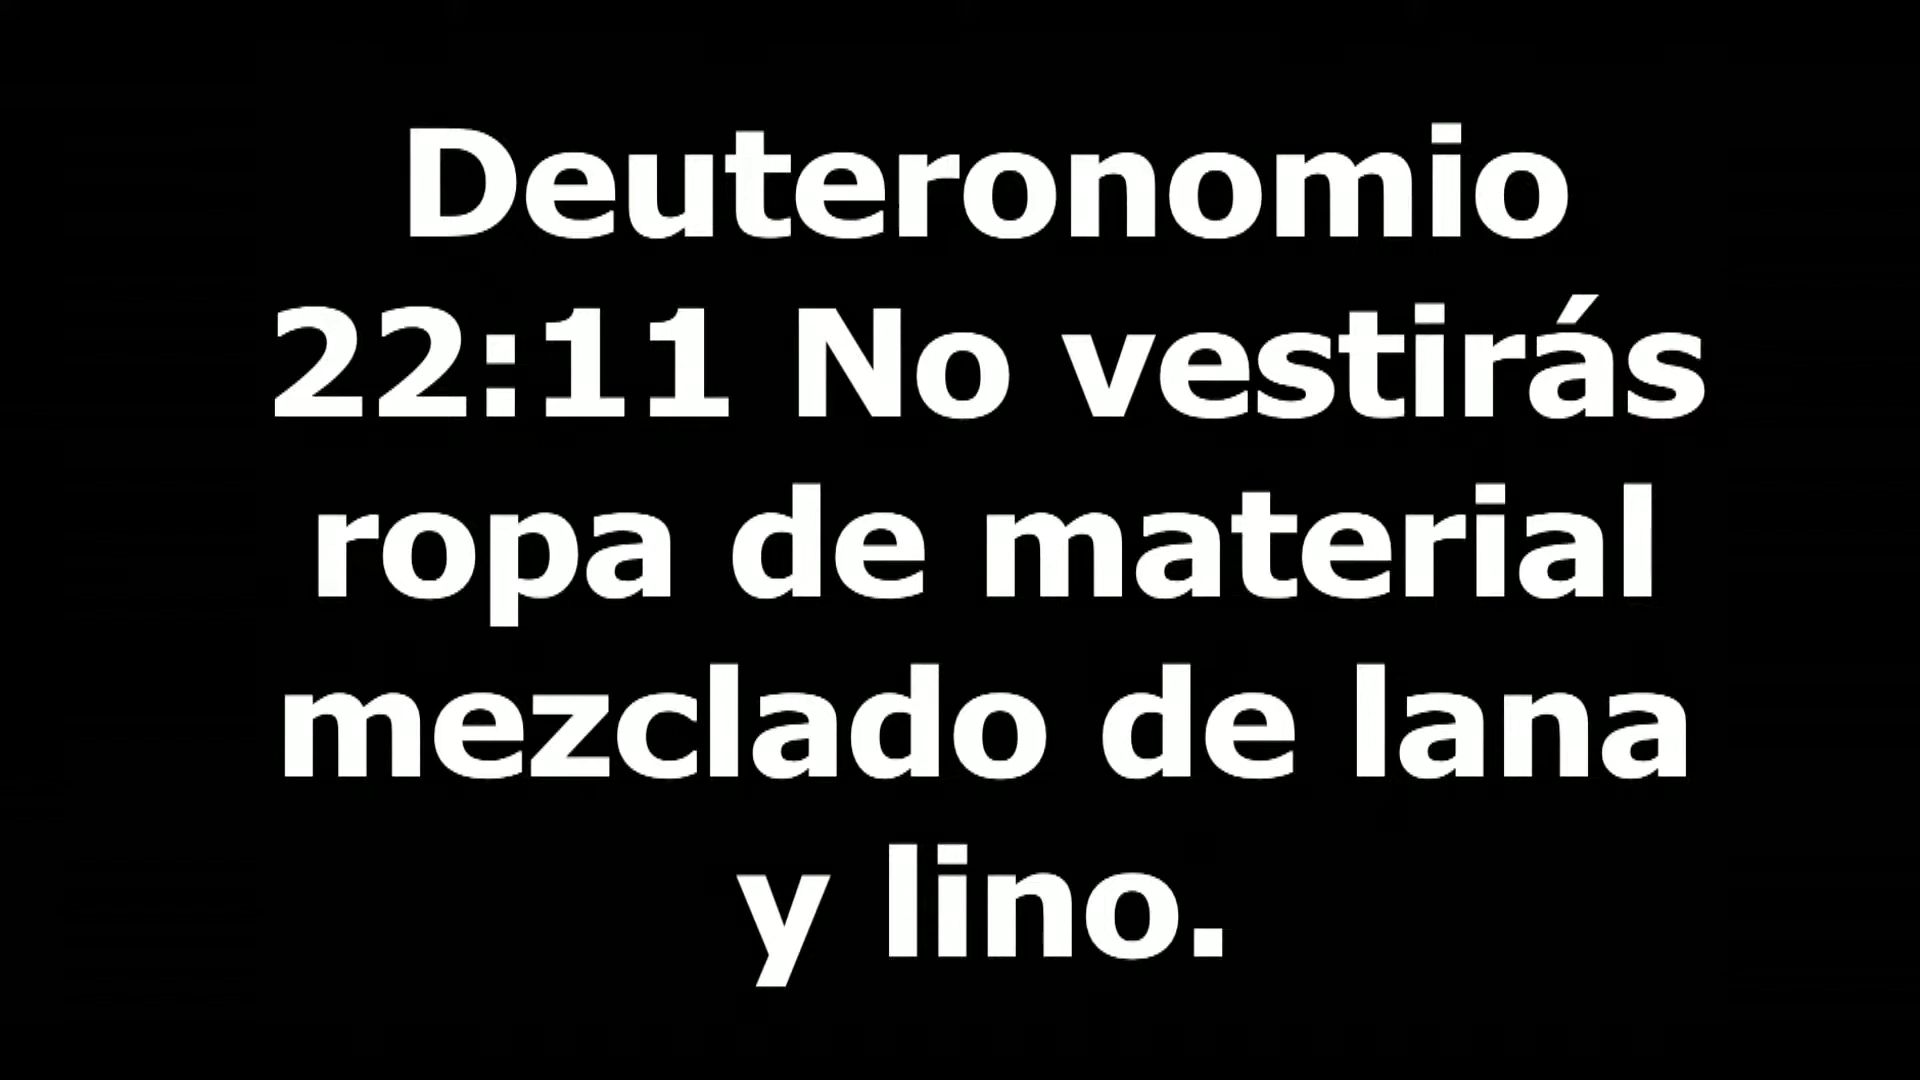 Deuteronomio
22:11 No vestirás
ropa de material
mezclado de lana
y lino.